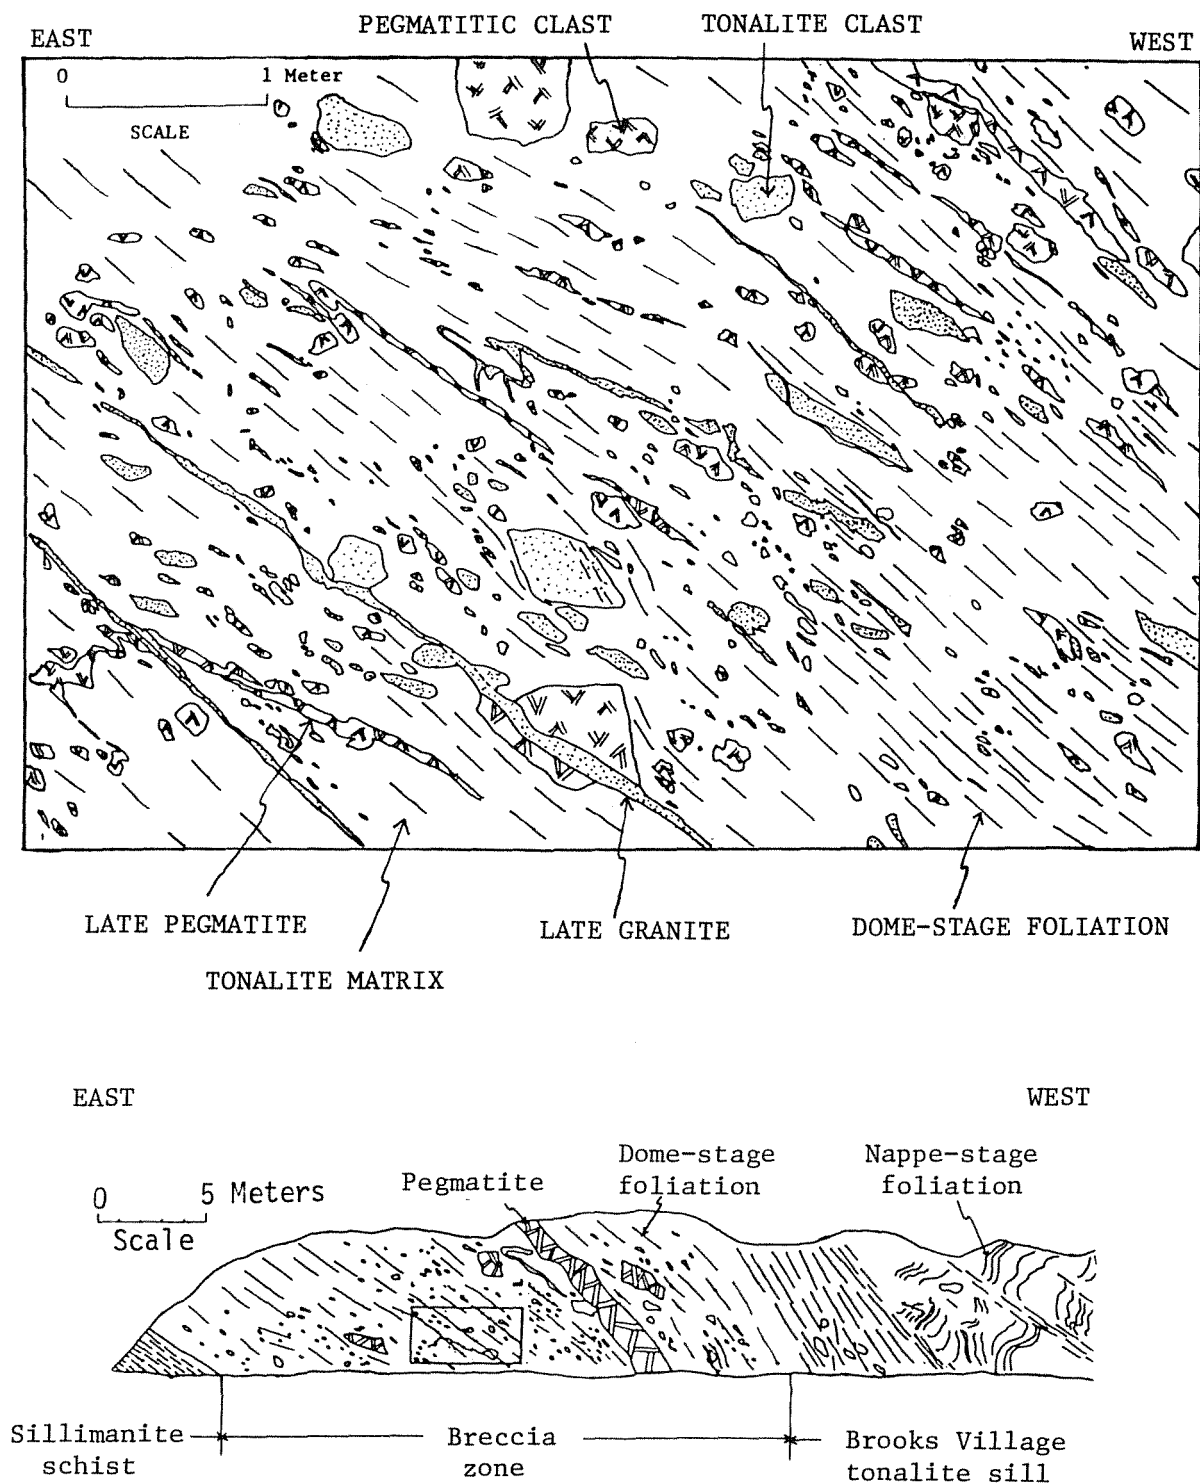 PEGMATITIC CLAST
TONALITE CLAST
EAST
WEST
0
1 Meter
SCALE
LATE PEGMATITE
LATE GRANITE
DOME-STAGE FOLIATION
TONALITE MATRIX
EAST
WEST
0
5 Meters
Scale
Pegmatite
Dome-stage
foliation
Nappe-stage
foliation
Sillimanite
schist
Breccia
zone
Brooks Village
tonalite sill